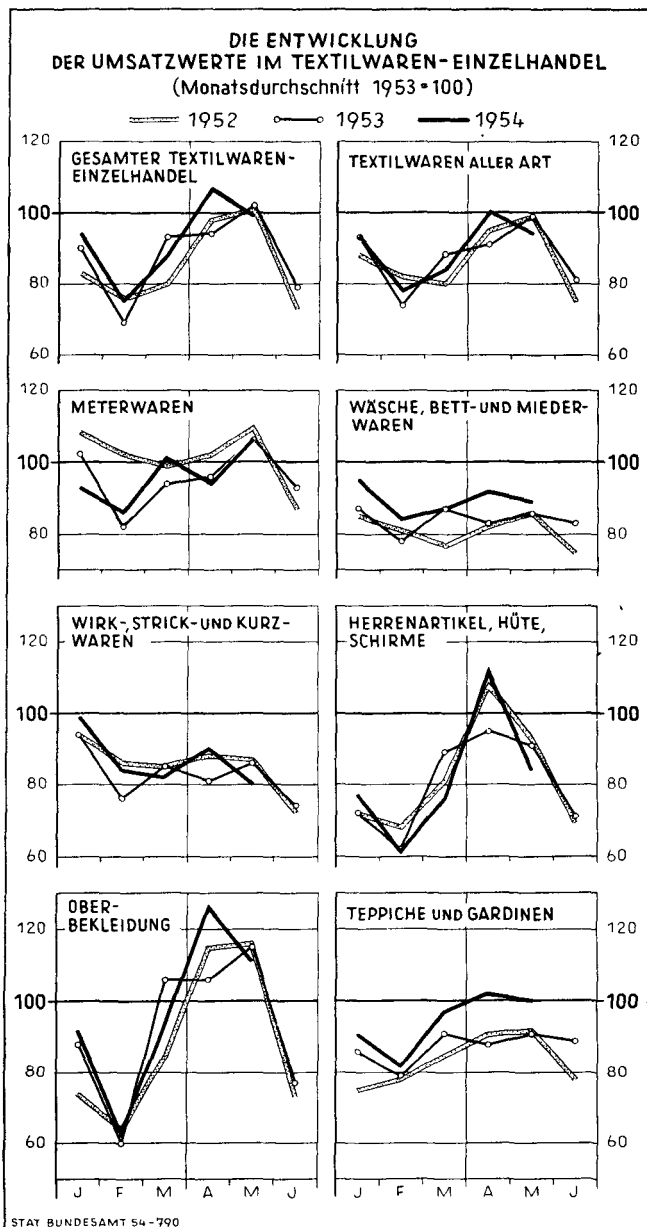 DIE ENTWICKLUNG
DER UMSATZWERTE IM TEXTILWAREN-EINZELHANDEL
(Monatsdurchschnitt 1953=100)
1952 1953 1954
120 120
GESAMTER TEXTILWAREN-
EINZELHANDEL
TEXTILWAREN ALLER ART
100 100
80 80
60 60
120 120
METERWAREN
WÄSCHE, BETT- UND MIEDER-
WAREN
100 100
80 80
WIRK-, STRICK- UND KURZ-
WAREN
HERRENARTIKEL, HÜTE,
SCHIRME
120 120
100 100
80 80
60 60
OBER-
BEKLEIDUNG
TEPPICHE UND GARDINEN
120 120
100 100
80 80
60 60
J F M A M J J F M A M J
STAT BUNDESAMT 54-790